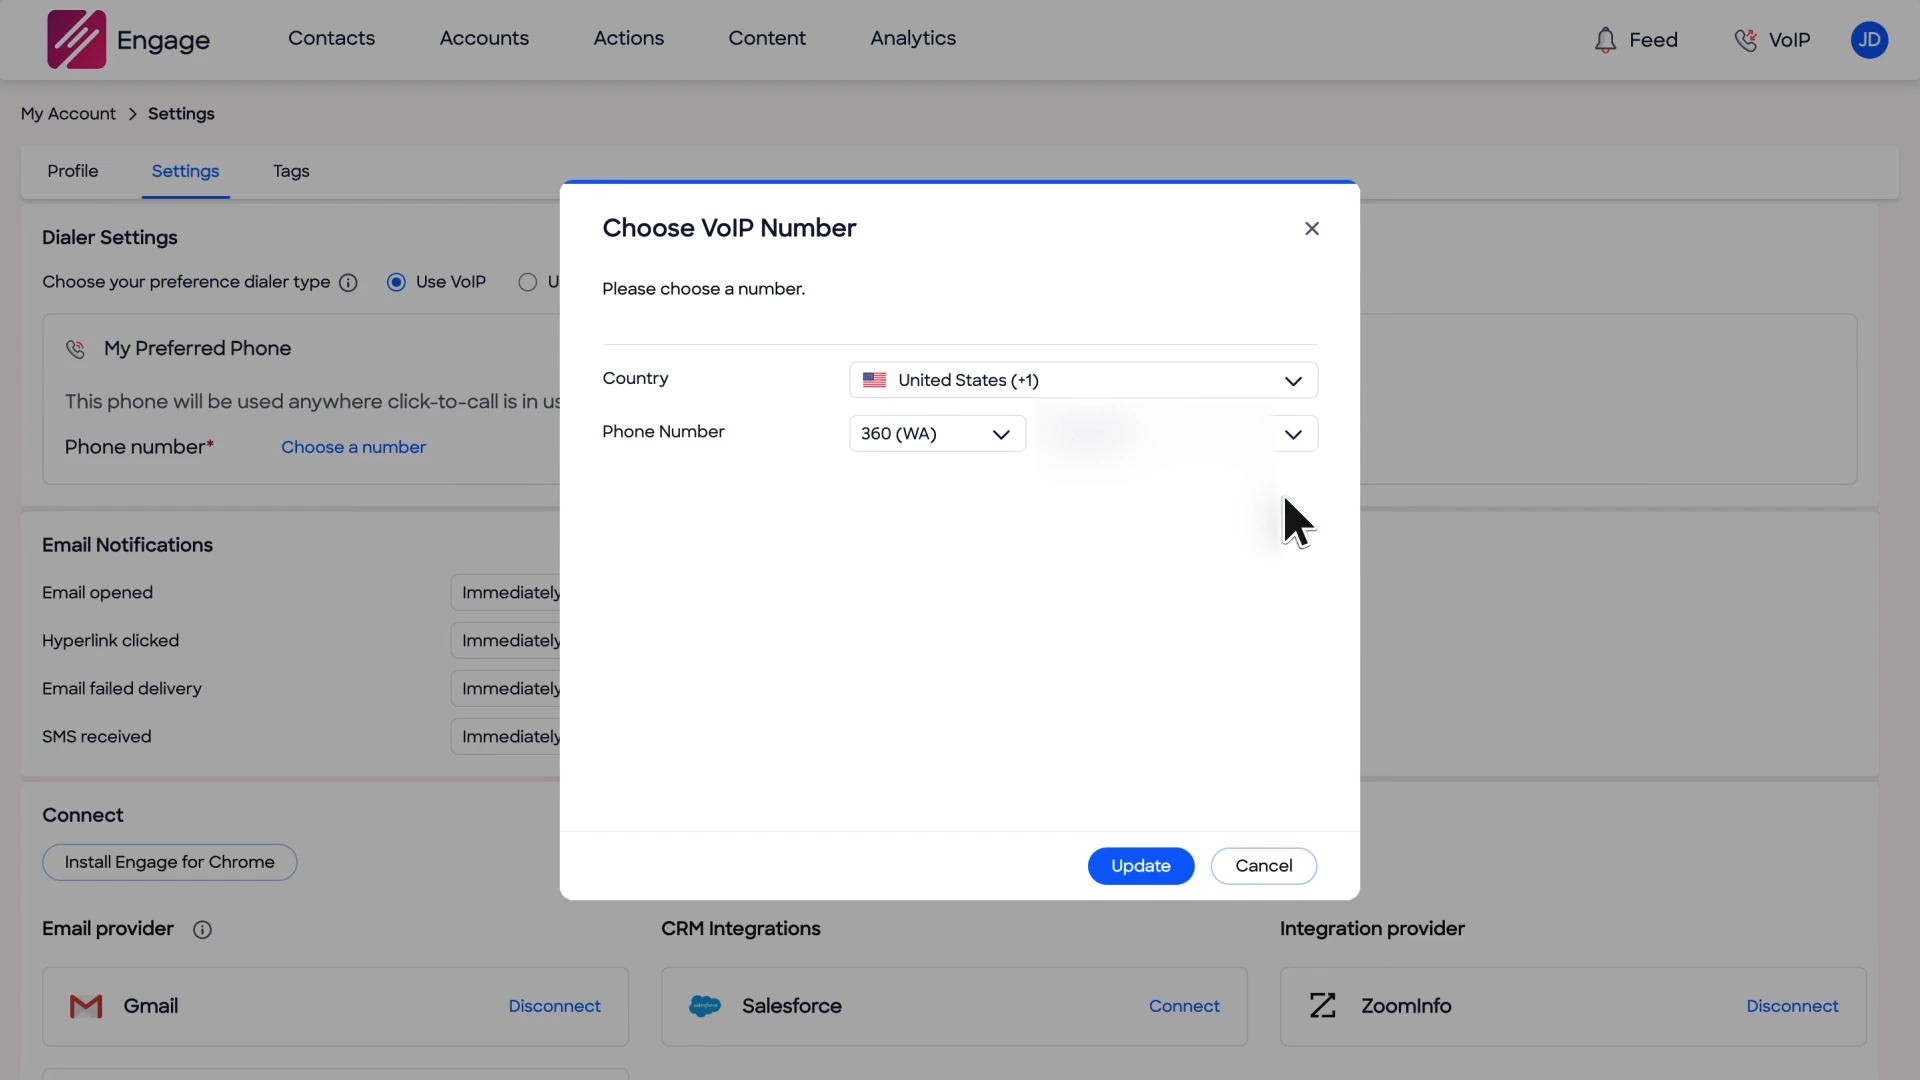 Engage
Contacts
Accounts
Actions
Content
Analytics
Feed
VoIP
JD
My Account > Settings
Profile
Settings
Tags
Dialer Settings
Choose your preference dialer type
Use VoIP
U
My Preferred Phone
This phone will be used anywhere click-to-call is in us
Phone number*
Choose a number
Email Notifications
Email opened
Immediately
Hyperlink clicked
Immediately
Email failed delivery
Immediately
SMS received
Immediately
Connect
Install Engage for Chrome
Email provider
Gmail
Disconnect
CRM Integrations
salesforce
Salesforce
Connect
Integration provider
ZoomInfo
Disconnect
Choose VoIP Number
Please choose a number.
Country
United States (+1)
Phone Number
360 (WA)
Update
Cancel